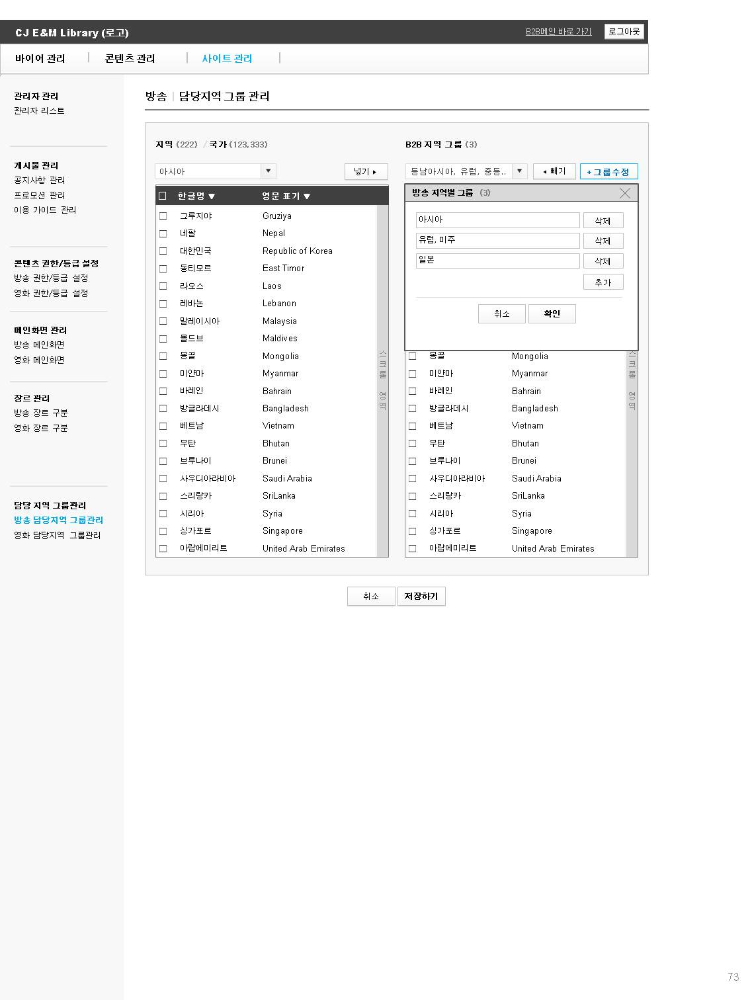 CJ E&M Library (로고)
B2B메인 바로 가기
로그아웃
바이어 관리
콘텐츠 관리
사이트 관리
관리자 관리
관리자 리스트
게시물 관리
공지사항 관리
프로모션 관리
이용 가이드 관리
콘텐츠 권한/등급 설정
방송 권한/등급 설정
영화 권한/등급 설정
메인화면 관리
방송 메인화면
영화 메인화면
장르 관리
방송 장르 구분
영화 장르 구분
담당 지역 그룹관리
방송 담당지역 그룹관리
영화 담당지역 그룹관리
방송 | 담당지역 그룹 관리
지역 (222) / 국가 (123,333)
아시아 ▼
넣기 ▶
한글명 ▼ 영문 표기 ▼
그루지야 Gruziya
네팔 Nepal
대한민국 Republic of Korea
동티모르 East Timor
라오스 Laos
레바논 Lebanon
말레이시아 Malaysia
몰드브 Maldives
몽골 Mongolia
미얀마 Myanmar
바레인 Bahrain
방글라데시 Bangladesh
베트남 Vietnam
부탄 Bhutan
브루나이 Brunei
사우디아라비아 Saudi Arabia
스리랑카 SriLanka
시리아 Syria
싱가포르 Singapore
아랍에미리트 United Arab Emirates
스크롤 영역
B2B 지역 그룹 (3)
동남아시아, 유럽, 중동.. ▼
◀ 빼기
+ 그룹수정
방송 지역별 그룹 (3)
아시아 삭제
유럽, 미주 삭제
일본 삭제
추가
취소 확인
몽골 Mongolia
미얀마 Myanmar
바레인 Bahrain
방글라데시 Bangladesh
베트남 Vietnam
부탄 Bhutan
브루나이 Brunei
사우디아라비아 Saudi Arabia
스리랑카 SriLanka
시리아 Syria
싱가포르 Singapore
아랍에미리트 United Arab Emirates
스크롤 영역
취소 저장하기
73